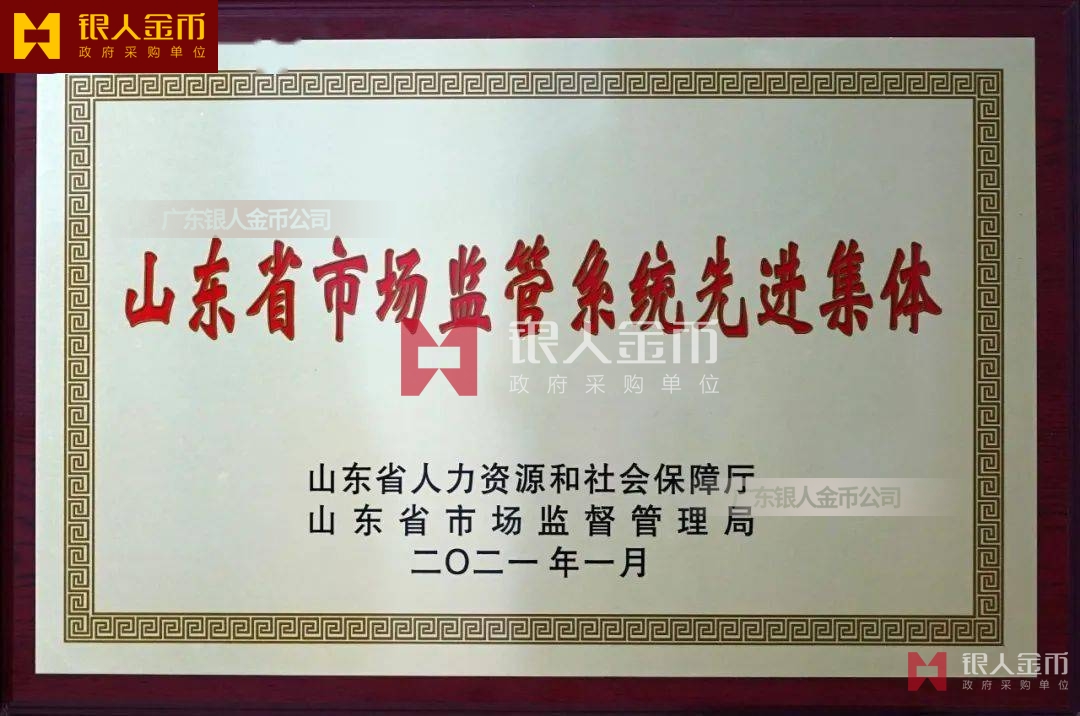 银人金币
政府采购单位
广东银人金币公司
山东省市场监管系统先进集体
银人金币
政府采购单位
山东省人力资源和社会保障厅
广东银人金币公司
山东省市场监督管理局
二〇二一年一月
银人金币
政府采购单位